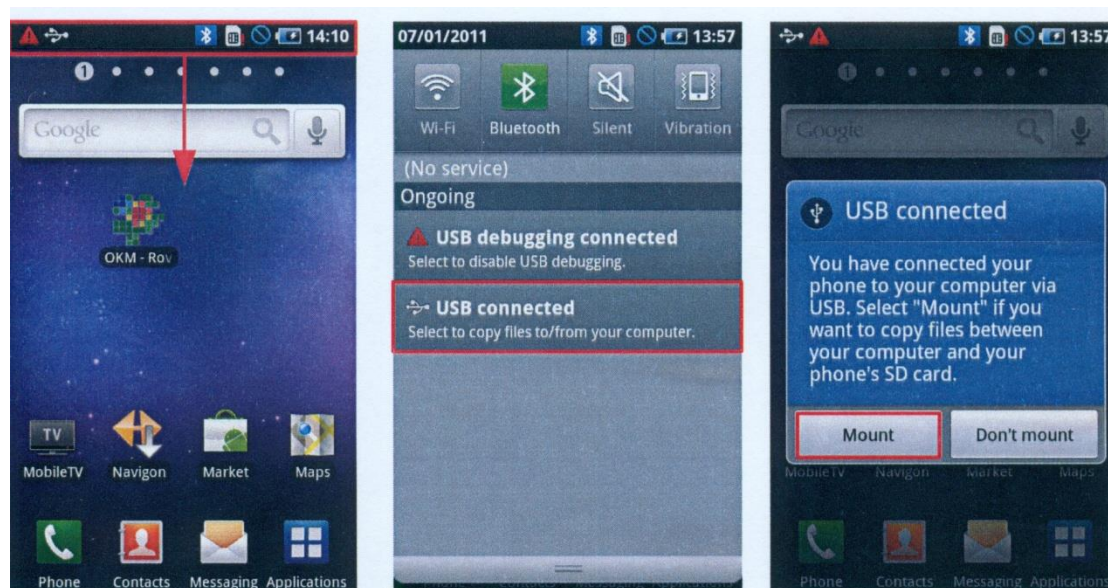 14:10
1
Google
OKM - Rov
TV
MobileTV
Navigon
Market
Maps
Phone
Contacts
Messaging
Applications
07/01/2011
13:57
Wi-Fi
Bluetooth
Silent
Vibration
(No service)
Ongoing
USB debugging connected
Select to disable USB debugging.
USB connected
Select to copy files to/from your computer.
13:57
1
Google
USB connected
You have connected your
phone to your computer via
USB. Select "Mount" if you
want to copy files between
your computer and your
phone's SD card.
Mount
Don't mount
MobileTV
Navigon
Market
Maps
Phone
Contacts
Messaging
Applications